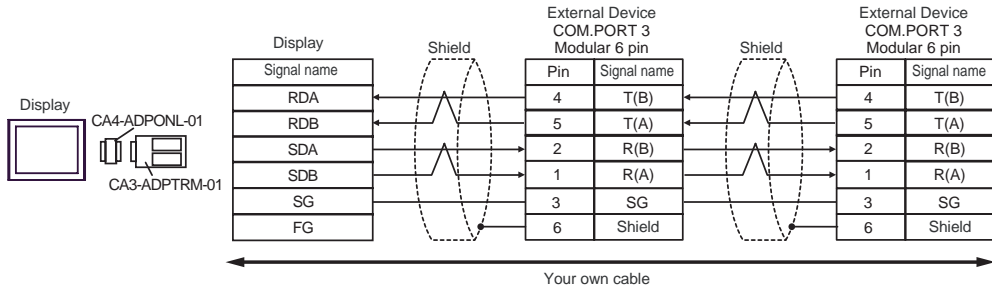 Display
CA4-ADPONL-01
CA3-ADPTRM-01
Display
Shield
External Device
COM.PORT 3
Modular 6 pin
Shield
External Device
COM.PORT 3
Modular 6 pin
Signal name
Pin Signal name
Pin Signal name
RDA 4 T(B) 4 T(B)
RDB 5 T(A) 5 T(A)
SDA 2 R(B) 2 R(B)
SDB 1 R(A) 1 R(A)
SG 3 SG 3 SG
FG 6 Shield 6 Shield
Your own cable